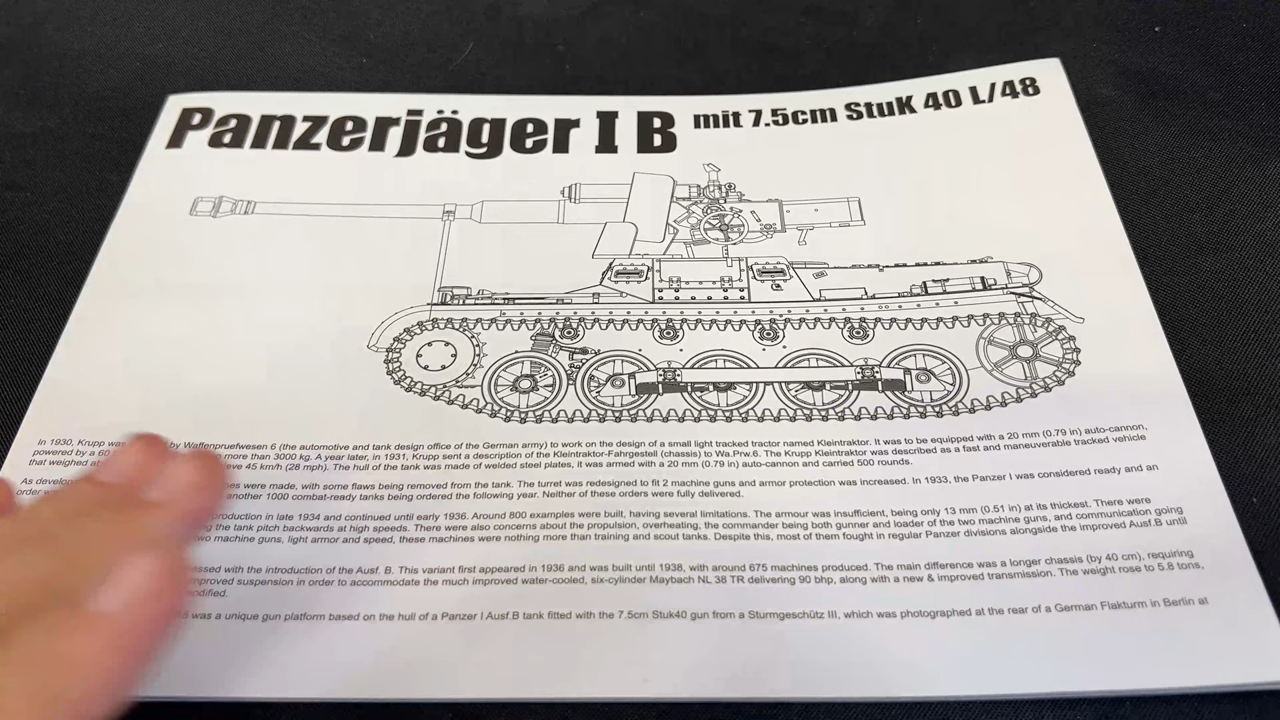 Panzerjäger I B mit 7.5cm StuK 40 L/48
In 1930, Krupp was by Waffenpruefwesen 6 (the automotive and tank design office of the German army) to work on the design of a small light tracked tractor named Kleintraktor. It was to be equipped with a 20 mm (0.79 in) auto-cannon,
powered by a 60 more than 3000 kg. A year later, in 1931, Krupp sent a description of the Kleintraktor-Fahrgestell (chassis) to Wa.Prw.6. The Krupp Kleintraktor was described as a fast and maneuverable tracked vehicle
that weighed 45 km/h (28 mph). The hull of the tank was made of welded steel plates, it was armed with a 20 mm (0.79 in) auto-cannon and carried 500 rounds.
As were made, with some flaws being removed from the tank. The turret was redesigned to fit 2 machine guns and armor protection was increased. In 1933, the Panzer I was considered ready and an
order another 1000 combat-ready tanks being ordered the following year. Neither of these orders were fully delivered.
production in late 1934 and continued until early 1936. Around 800 examples were built, having several limitations. The armour was insufficient, being only 13 mm (0.51 in) at its thickest. There were
the tank pitch backwards at high speeds. There were also concerns about the propulsion, overheating, the commander being both gunner and loader of the two machine guns, and communication going
two machine guns, light armor and speed, these machines were nothing more than training and scout tanks. Despite this, most of them fought in regular Panzer divisions alongside the improved Ausf.B until
with the introduction of the Ausf. B. This variant first appeared in 1936 and was built until 1938, with around 675 machines produced. The main difference was a longer chassis (by 40 cm), requiring
improved suspension in order to accommodate the much improved water-cooled, six-cylinder Maybach NL 38 TR delivering 90 bhp, along with a new & improved transmission. The weight rose to 5.8 tons,
was a unique gun platform based on the hull of a Panzer I Ausf.B tank fitted with the 7.5cm Stuk40 gun from a Sturmgeschütz III, which was photographed at the rear of a German Flakturm in Berlin at